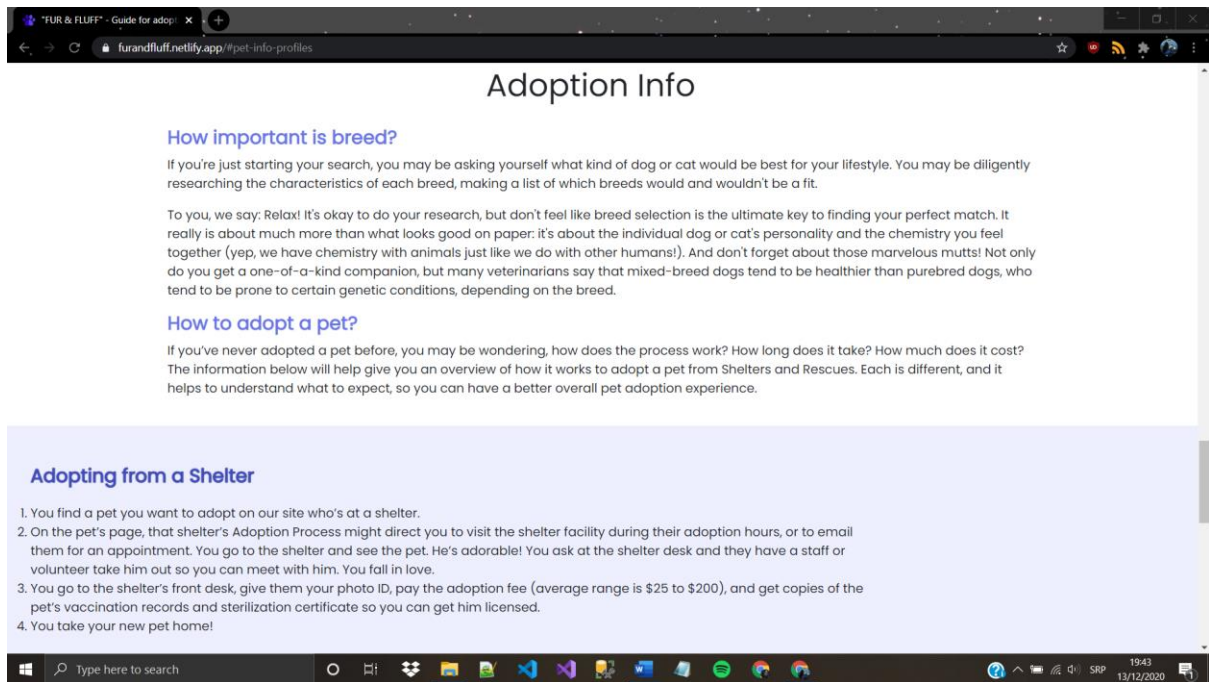 "FUR & FLUFF" - Guide for adopt
furandfluff.netlify.app/#pet-info-profiles
Adoption Info
How important is breed?
If you're just starting your search, you may be asking yourself what kind of dog or cat would be best for your lifestyle. You may be diligently
researching the characteristics of each breed, making a list of which breeds would and wouldn't be a fit.
To you, we say: Relax! It's okay to do your research, but don't feel like breed selection is the ultimate key to finding your perfect match. It
really is about much more than what looks good on paper: it's about the individual dog or cat's personality and the chemistry you feel
together (yep, we have chemistry with animals just like we do with other humans!). And don't forget about those marvelous mutts! Not only
do you get a one-of-a-kind companion, but many veterinarians say that mixed-breed dogs tend to be healthier than purebred dogs, who
tend to be prone to certain genetic conditions, depending on the breed.
How to adopt a pet?
If you've never adopted a pet before, you may be wondering, how does the process work? How long does it take? How much does it cost?
The information below will help give you an overview of how it works to adopt a pet from Shelters and Rescues. Each is different, and it
helps to understand what to expect, so you can have a better overall pet adoption experience.
Adopting from a Shelter
1. You find a pet you want to adopt on our site who's at a shelter.
2. On the pet's page, that shelter's Adoption Process might direct you to visit the shelter facility during their adoption hours, or to email
them for an appointment. You go to the shelter and see the pet. He's adorable! You ask at the shelter desk and they have a staff or
volunteer take him out so you can meet with him. You fall in love.
3. You go to the shelter's front desk, give them your photo ID, pay the adoption fee (average range is $25 to $200), and get copies of the
pet's vaccination records and sterilization certificate so you can get him licensed.
4. You take your new pet home!
Type here to search
SRP
19:43
13/12/2020